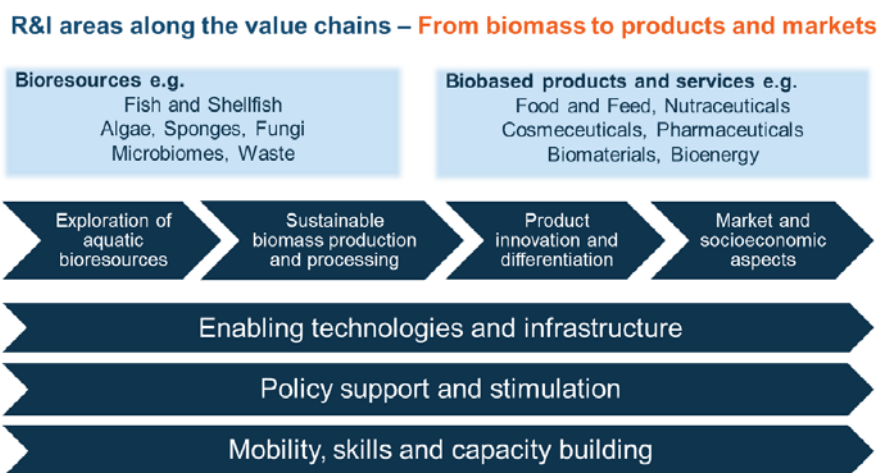 R&I areas along the value chains – From biomass to products and markets
Bioresources e.g.
Fish and Shellfish
Algae, Sponges, Fungi
Microbiomes, Waste
Biobased products and services e.g.
Food and Feed, Nutraceuticals
Cosmeceuticals, Pharmaceuticals
Biomaterials, Bioenergy
Exploration of
aquatic
bioresources
Sustainable
biomass production
and processing
Product
innovation and
differentiation
Market and
socioeconomic
aspects
Enabling technologies and infrastructure
Policy support and stimulation
Mobility, skills and capacity building